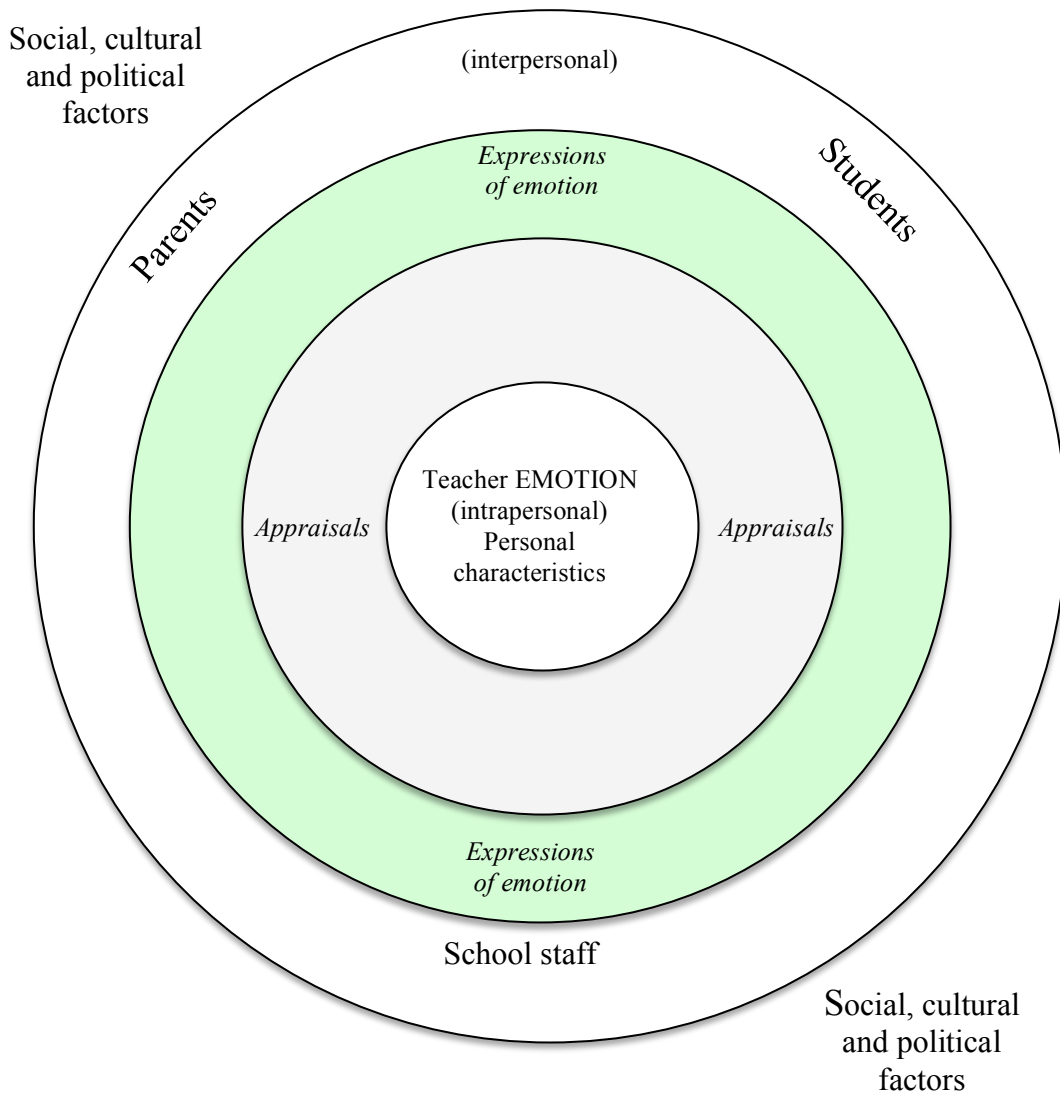 Social, cultural
and political
factors
(interpersonal)
Expressions
of emotion
Students
Parents
Teacher EMOTION
(intrapersonal)
Personal
characteristics
Appraisals
Appraisals
Expressions
of emotion
School staff
Social, cultural
and political
factors